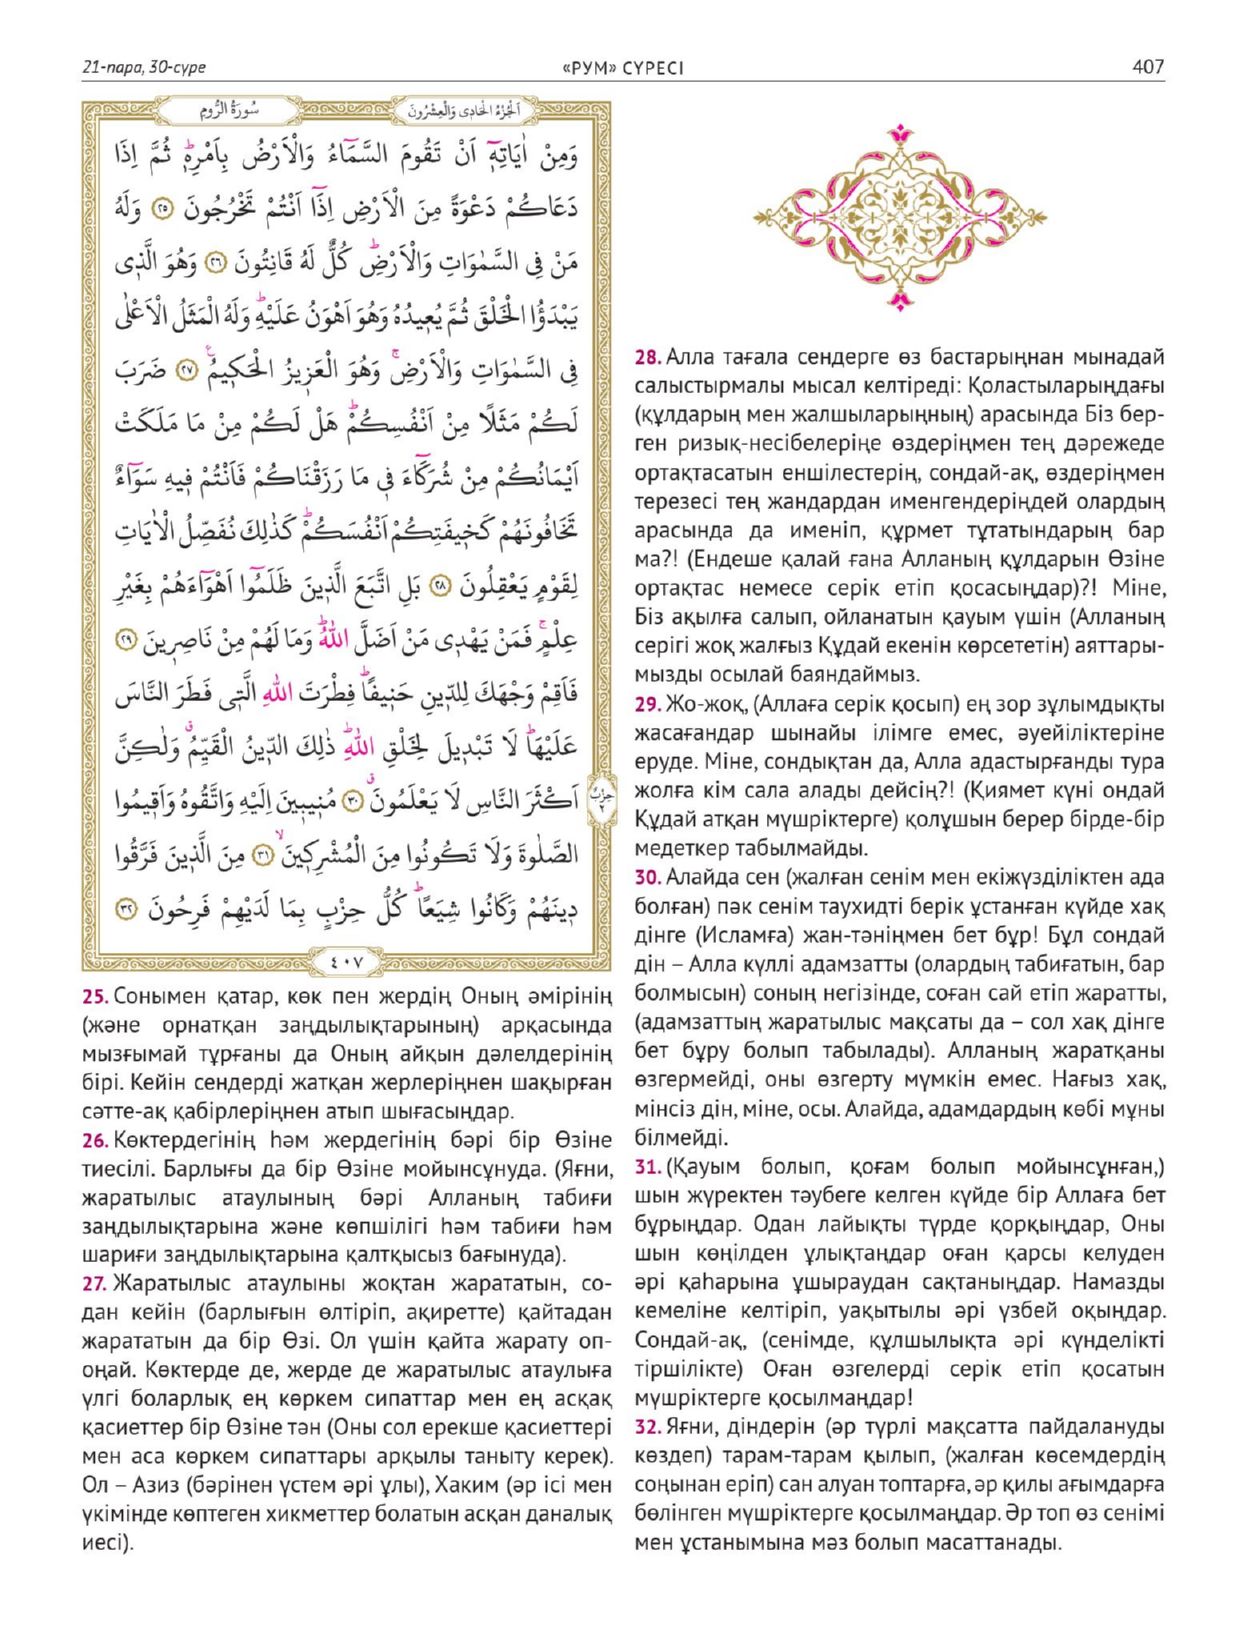 21-пара, 30-сүре
«РУМ» СҮРЕСІ
407
سُورَةُ الرُّومِ
اَلْجُزْءُ الْحَادِى وَالْعِشْرُونَ
وَمِنْ اٰيَاتِهٖٓ اَنْ تَقُومَ السَّمَٓاءُ وَالْاَرْضُ بِاَمْرِهٖۜ ثُمَّ اِذَا
دَعَاكُمْ دَعْوَةً مِنَ الْاَرْضِ اِذَٓا اَنْتُمْ تَخْرُجُونَ ﴿٢٥﴾ وَلَهُ
مَنْ فِى السَّمٰوَاتِ وَالْاَرْضِۜ كُلٌّ لَهُ قَانِتُونَ ﴿٢٦﴾ وَهُوَ الَّذٖى
يَبْدَؤُا الْخَلْقَ ثُمَّ يُعٖيدُهُ وَهُوَ اَهْوَنُ عَلَيْهِۜ وَلَهُ الْمَثَلُ الْاَعْلٰى
فِى السَّمٰوَاتِ وَالْاَرْضِۚ وَهُوَ الْعَزٖيزُ الْحَكٖيمُ ﴿٢٧﴾ ضَرَبَ
لَكُمْ مَثَلًا مِنْ اَنْفُسِكُمْۜ هَلْ لَكُمْ مِنْ مَا مَلَكَتْ
اَيْمَانُكُمْ مِنْ شُرَكَٓاءَ فٖى مَا رَزَقْنَاكُمْ فَاَنْتُمْ فٖيهِ سَوَٓاءٌ
تَخَافُونَهُمْ كَخٖيفَتِكُمْ اَنْفُسَكُمْۜ كَذٰلِكَ نُفَصِّلُ الْاٰيَاتِ
لِقَوْمٍ يَعْقِلُونَ ﴿٢٨﴾ بَلِ اتَّبَعَ الَّذٖينَ ظَلَمُٓوا اَهْوَٓاءَهُمْ بِغَيْرِ
عِلْمٍۚ فَمَنْ يَهْدٖى مَنْ اَضَلَّ اللّٰهُۜ وَمَا لَهُمْ مِنْ نَاصِرٖينَ ﴿٢٩﴾
فَاَقِمْ وَجْهَكَ لِلدّٖينِ حَنٖيفًاۜ فِطْرَتَ اللّٰهِ الَّتٖى فَطَرَ النَّاسَ
عَلَيْهَاۜ لَا تَبْدٖيلَ لِخَلْقِ اللّٰهِۜ ذٰلِكَ الدّٖينُ الْقَيِّمُۗ وَلٰكِنَّ
اَكْثَرَ النَّاسِ لَا يَعْلَمُونَۗ ﴿٣٠﴾ مُنٖيبٖينَ اِلَيْهِ وَاتَّقُوهُ وَاَقٖيمُوا
حِزْبٌ
٢
الصَّلٰوةَ وَلَا تَكُونُوا مِنَ الْمُشْرِكٖينَۙ ﴿٣١﴾ مِنَ الَّذٖينَ فَرَّقُوا
دٖينَهُمْ وَكَانُوا شِيَعًاۜ كُلُّ حِزْبٍ بِمَا لَدَيْهِمْ فَرِحُونَ ﴿٣٢﴾
٤٠٧
25. Сонымен қатар, көк пен жердің Оның әмірінің
(және орнатқан заңдылықтарының) арқасында
мызғымай тұрғаны да Оның айқын дәлелдерінің
бірі. Кейін сендерді жатқан жерлеріңнен шақырған
сәтте-ақ қабірлеріңнен атып шығасыңдар.
26. Көктердегінің һәм жердегінің бәрі бір Өзіне
тиесілі. Барлығы да бір Өзіне мойынсұнуда. (Яғни,
жаратылыс атаулының бәрі Алланың табиғи
заңдылықтарына және көпшілігі һәм табиғи һәм
шариғи заңдылықтарына қалтқысыз бағынуда).
27. Жаратылыс атаулыны жоқтан жарататын, со-
дан кейін (барлығын өлтіріп, ақиретте) қайтадан
жарататын да бір Өзі. Ол үшін қайта жарату оп-
оңай. Көктерде де, жерде де жаратылыс атаулыға
үлгі боларлық ең көркем сипаттар мен ең асқақ
қасиеттер бір Өзіне тән (Оны сол ерекше қасиеттері
мен аса көркем сипаттары арқылы таныту керек).
Ол – Азиз (бәрінен үстем әрі ұлы), Хаким (әр ісі мен
үкімінде көптеген хикметтер болатын асқан даналық
иесі).
28. Алла тағала сендерге өз бастарыңнан мынадай
салыстырмалы мысал келтіреді: Қоластыларыңдағы
(құлдарың мен жалшыларыңның) арасында Біз бер-
ген ризық-несібелеріңе өздеріңмен тең дәрежеде
ортақтасатын еншілестерің, сондай-ақ, өздеріңмен
терезесі тең жандардан именгендеріңдей олардың
арасында да именіп, құрмет тұтатындарың бар
ма?! (Ендеше қалай ғана Алланың құлдарын Өзіне
ортақтас немесе серік етіп қосасыңдар)?! Міне,
Біз ақылға салып, ойланатын қауым үшін (Алланың
серігі жоқ жалғыз Құдай екенін көрсететін) аяттары-
мызды осылай баяндаймыз.
29. Жо-жоқ, (Аллаға серік қосып) ең зор зұлымдықты
жасағандар шынайы ілімге емес, әуейіліктеріне
еруде. Міне, сондықтан да, Алла адастырғанды тура
жолға кім сала алады дейсің?! (Қиямет күні ондай
Құдай атқан мүшріктерге) қолұшын берер бірде-бір
медеткер табылмайды.
30. Алайда сен (жалған сенім мен екіжүзділіктен ада
болған) пәк сенім таухидті берік ұстанған күйде хақ
дінге (Исламға) жан-тәніңмен бет бұр! Бұл сондай
дін – Алла күллі адамзатты (олардың табиғатын, бар
болмысын) соның негізінде, соған сай етіп жаратты,
(адамзаттың жаратылыс мақсаты да – сол хақ дінге
бет бұру болып табылады). Алланың жаратқаны
өзгермейді, оны өзгерту мүмкін емес. Нағыз хақ,
мінсіз дін, міне, осы. Алайда, адамдардың көбі мұны
білмейді.
31. (Қауым болып, қоғам болып мойынсұнған,)
шын жүректен тәубеге келген күйде бір Аллаға бет
бұрыңдар. Одан лайықты түрде қорқыңдар, Оны
шын көңілден ұлықтаңдар оған қарсы келуден
әрі қаһарына ұшыраудан сақтаныңдар. Намазды
кемеліне келтіріп, уақытылы әрі үзбей оқыңдар.
Сондай-ақ, (сенімде, құлшылықта әрі күнделікті
тіршілікте) Оған өзгелерді серік етіп қосатын
мүшріктерге қосылмаңдар!
32. Яғни, діндерін (әр түрлі мақсатта пайдалануды
көздеп) тарам-тарам қылып, (жалған көсемдердің
соңынан еріп) сан алуан топтарға, әр қилы ағымдарға
бөлінген мүшріктерге қосылмаңдар. Әр топ өз сенімі
мен ұстанымына мәз болып масаттанады.